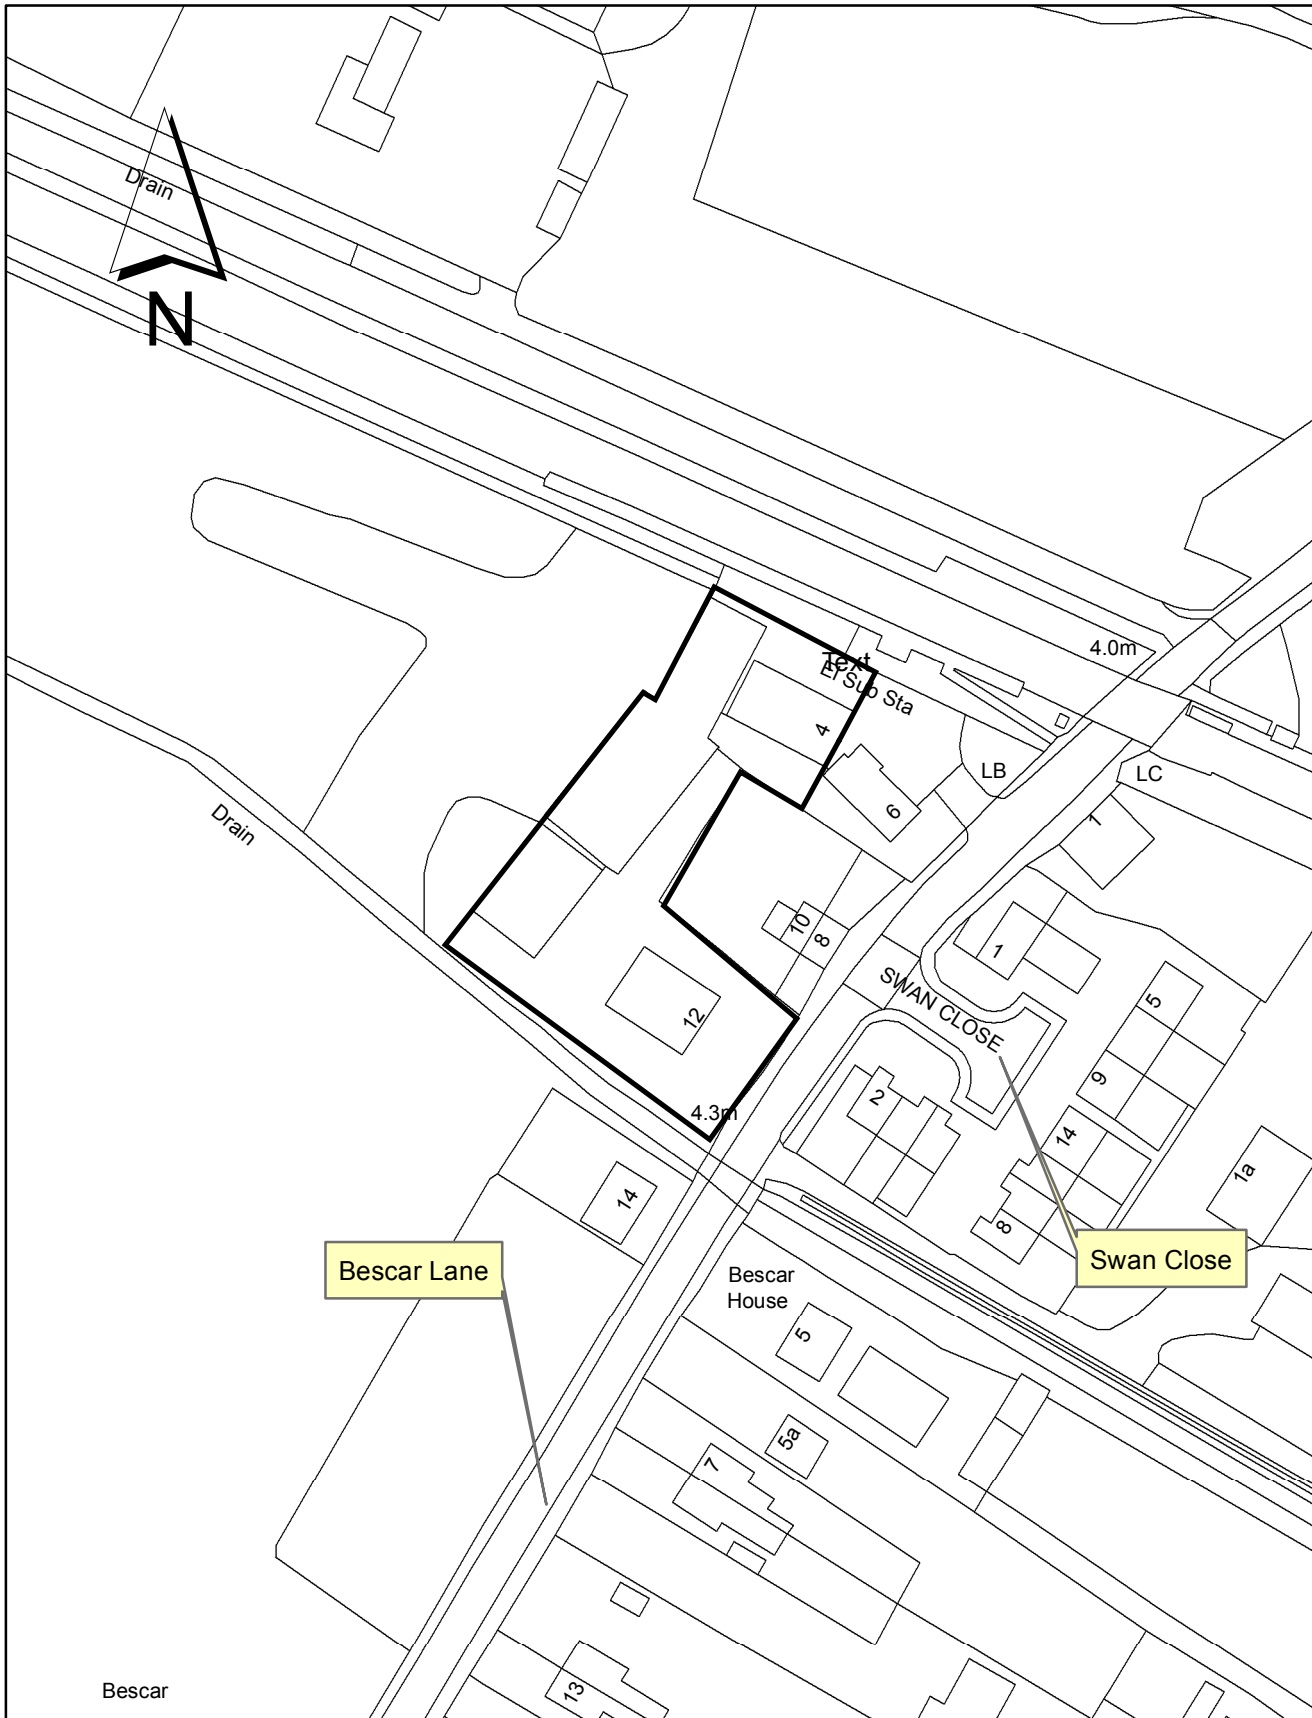 Drain
N
4.0m
Text
El Sub Sta
4
LB
LC
6
1
Drain
10
8
1
SWAN CLOSE
5
12
9
2
4.3m
14
1a
14
8
Bescar Lane
Swan Close
Bescar
House
5
5a
7
13
Bescar